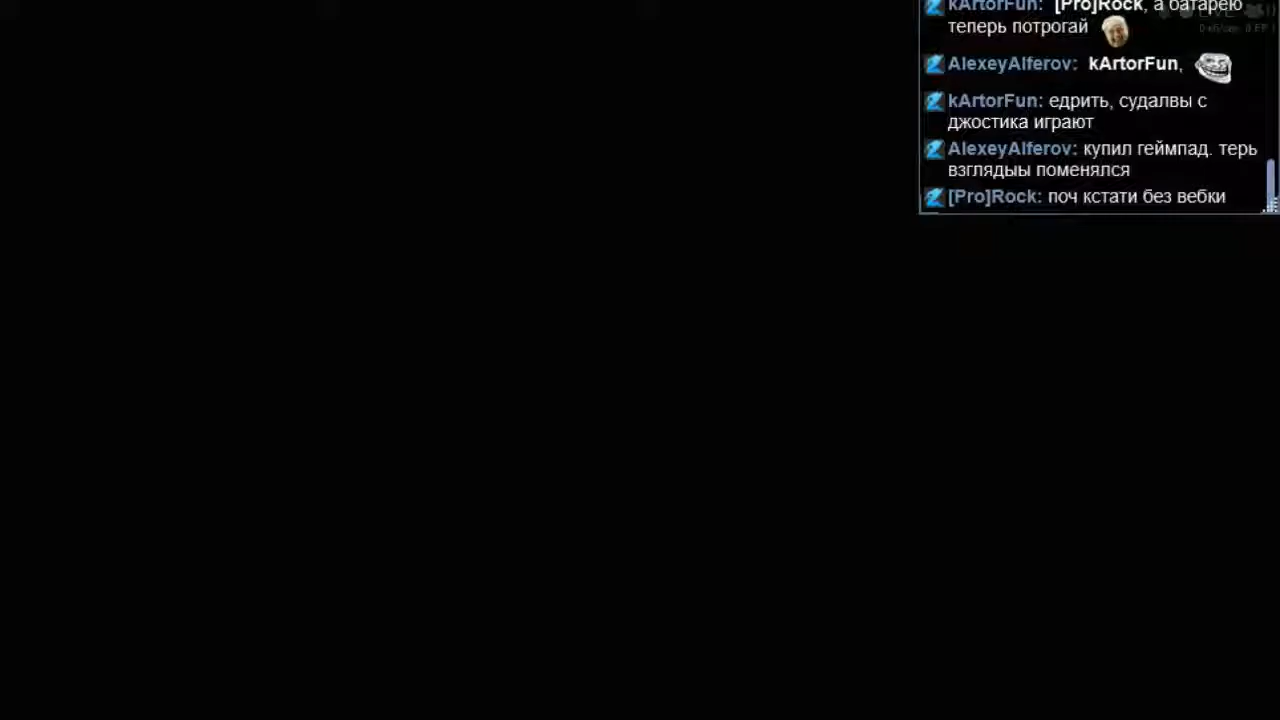 kArtorFun: [Pro]Rock, а батарею
теперь потрогай
AlexeyAlferov: kArtorFun,
kArtorFun: едрить, судалвы с
джостика играют
AlexeyAlferov: купил геймпад. терь
взглядыы поменялся
[Pro]Rock: поч кстати без вебки